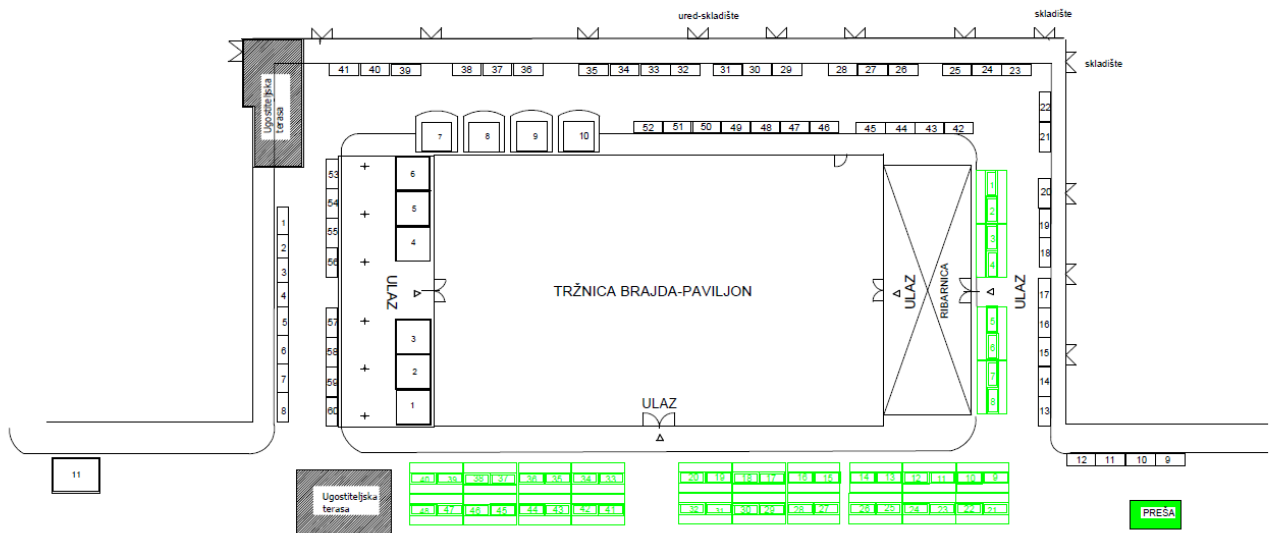 ured-skladište
skladište
skladište
Ugostiteljska
terasa
41 40 39 38 37 36 35 34 33 32 31 30 29 28 27 26 25 24 23
22
21
20
19
18
17
16
15
14
13
12 11 10 9
7 8 9 10
52 51 50 49 48 47 46 45 44 43 42
53
54
55
56
57
58
59
60
1
2
3
4
5
6
7
8
6
5
4
ULAZ
3
2
1
TRŽNICA BRAJDA-PAVILJON
ULAZ
ULAZ
RIBARNICA
ULAZ
1
2
3
4
5
6
7
8
11
Ugostiteljska
terasa
40 39 38 37 36 35 34 33 20 19 18 17 16 15 14 13 12 11 10 9
48 47 46 45 44 43 42 41 32 31 30 29 28 27 26 25 24 23 22 21
PREŠA